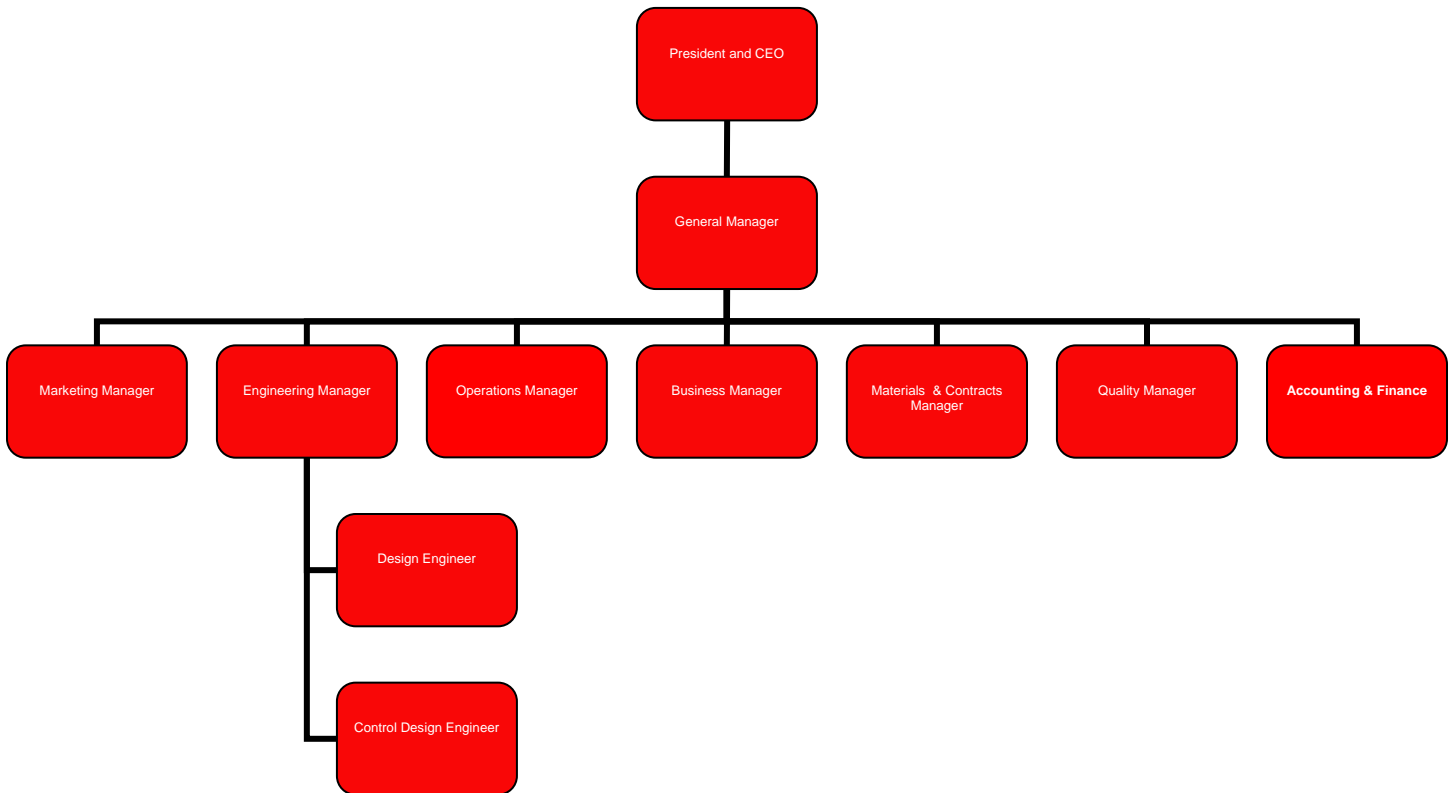 President and CEO
General Manager
Marketing Manager
Engineering Manager
Operations Manager
Business Manager
Materials  & Contracts
Manager
Quality Manager
Accounting & Finance
Design Engineer
Control Design Engineer